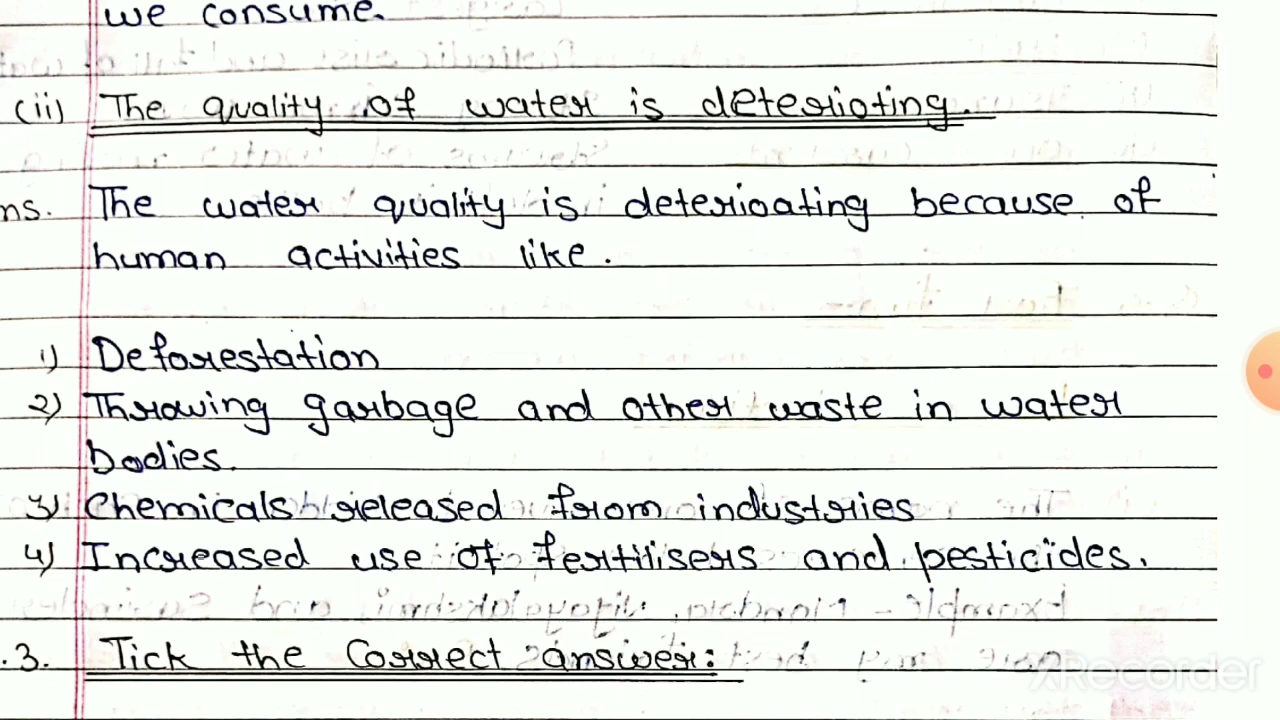 we consume.
(ii) The quality of water is deterioting.
ns. The water quality is deterioating because of
human activities like.
1) Deforestation
2) Throwing garbage and other waste in water
bodies.
3) Chemicals released from industries
4) Increased use of fertilisers and pesticides.
.3. Tick the Correct answer:
XRecorder